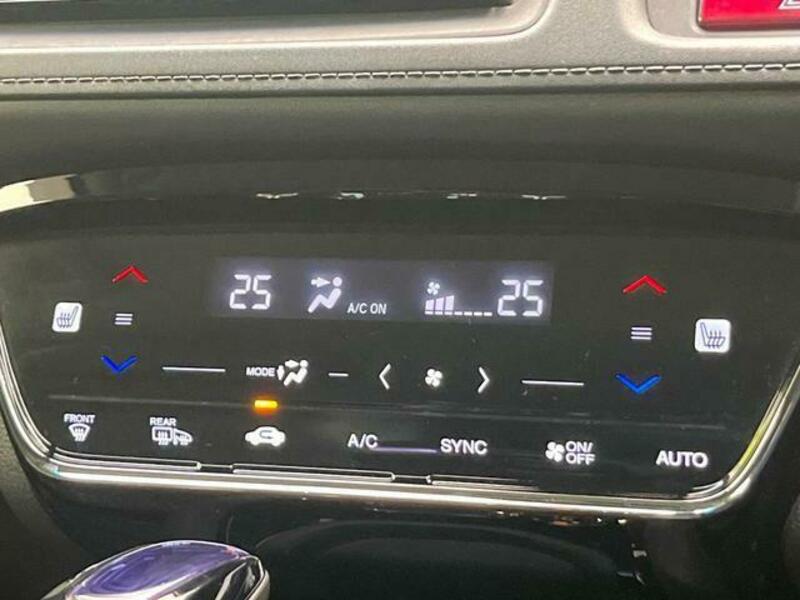 25 A/C ON 25
MODE
FRONT
REAR
A/C SYNC ON/
OFF
AUTO